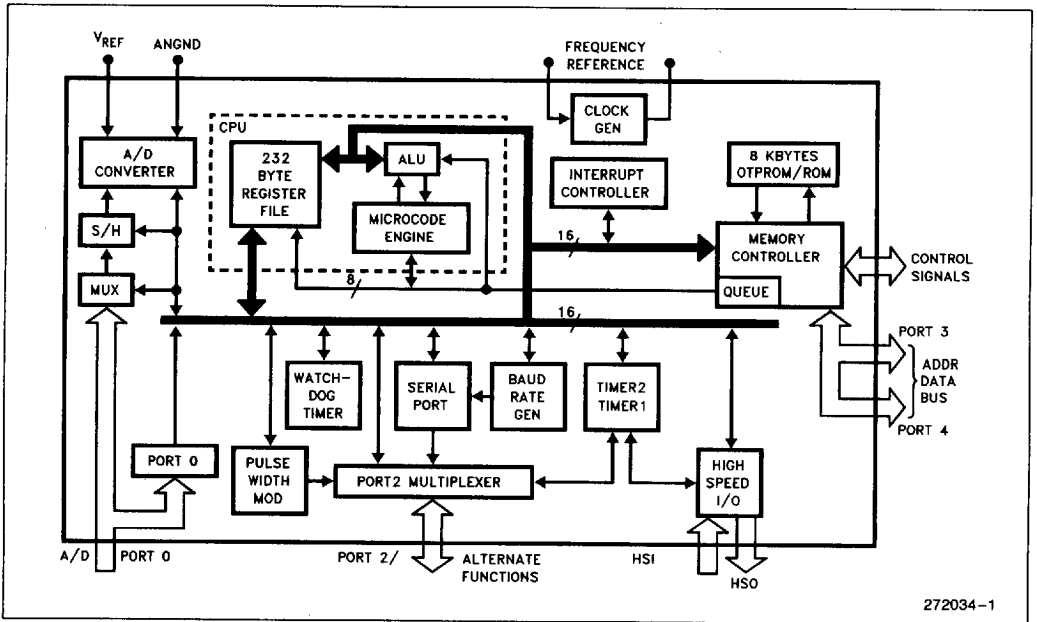 VREF
ANGND
FREQUENCY
REFERENCE
CLOCK
GEN
CPU
A/D
CONVERTER
232
BYTE
REGISTER
FILE
ALU
INTERRUPT
CONTROLLER
8 KBYTES
OTPROM/ROM
S/H
MICROCODE
ENGINE
MEMORY
CONTROLLER
CONTROL
SIGNALS
16
MUX
8
QUEUE
16
PORT 3
ADDR
DATA
BUS
PORT 4
WATCH-
DOG
TIMER
SERIAL
PORT
BAUD
RATE
GEN
TIMER2
TIMER1
PORT 0
PULSE
WIDTH
MOD
PORT2 MULTIPLEXER
HIGH
SPEED
I/O
A/D
PORT 0
PORT 2/
ALTERNATE
FUNCTIONS
HSI
HSO
272034-1